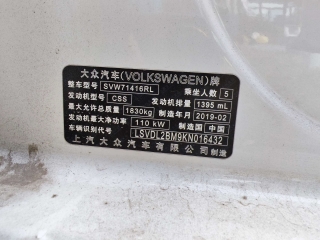 大众汽车(VOLKSWAGEN)牌
整车型号 SVW71416RL 乘坐人数 5
发动机型号 CSS 发动机排量 1395 mL
最大允许总质量 1830kg 制造年月 2019-02
发动机最大净功率 110 kW 制造国 中国
车辆识别代号 LSVDL2BM9KN016432
上汽大众汽车有限公司制造